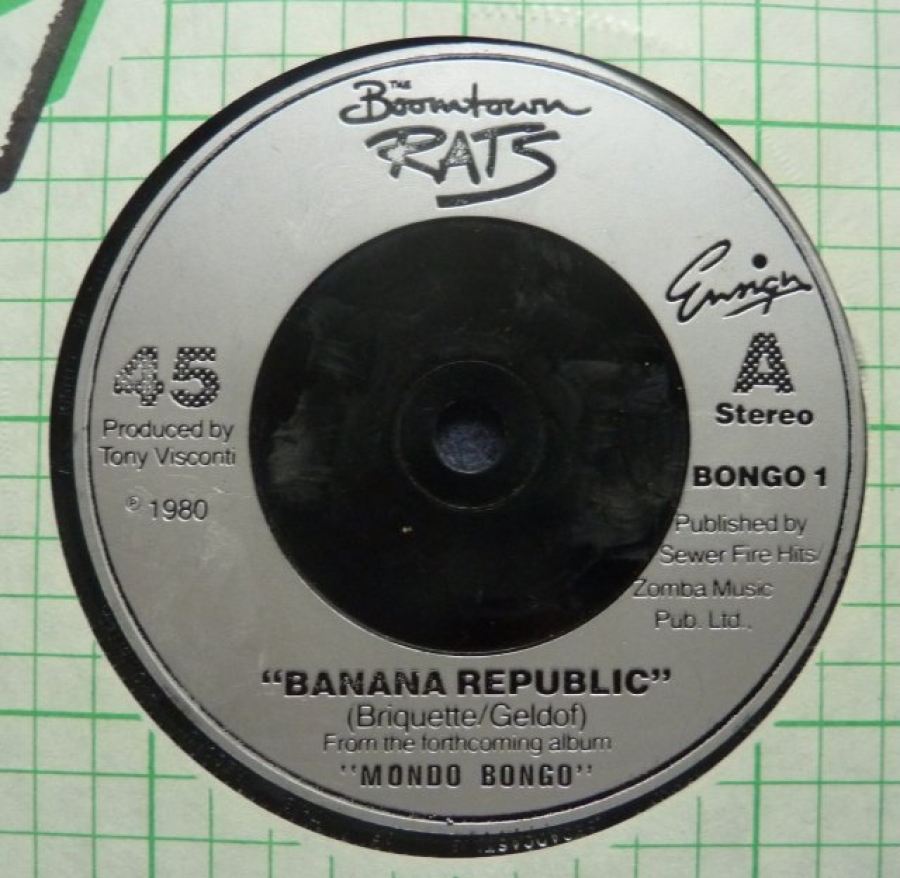 THE
Boomtown
RATS
Ensign
45
Produced by
Tony Visconti
℗ 1980
A
Stereo
BONGO 1
Published by
Sewer Fire Hits/
Zomba Music
Pub. Ltd.,
"BANANA REPUBLIC"
(Briquette/Geldof)
From the forthcoming album
"MONDO BONGO"